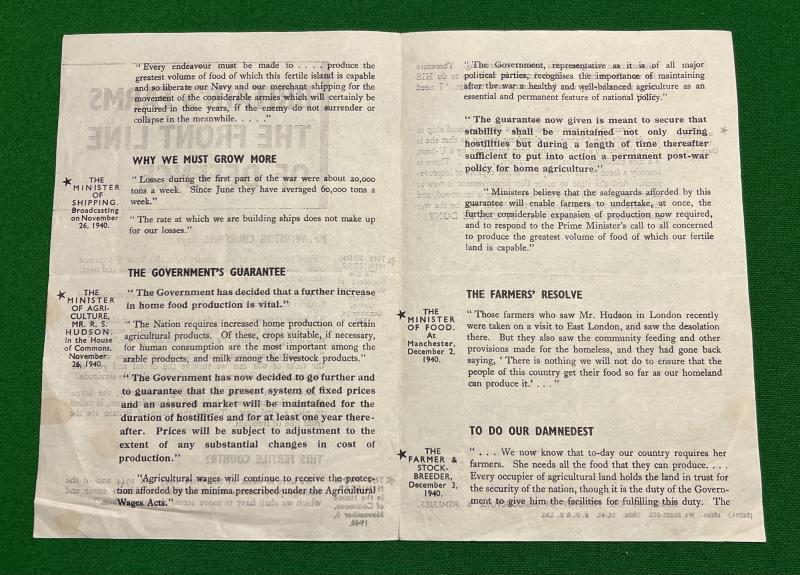 " Every endeavour must be made to . . . . produce the
greatest volume of food of which this fertile island is capable
and so liberate our Navy and our merchant shipping for the
movement of the considerable armies which will certainly be
required in those years, if the enemy do not surrender or
collapse in the meanwhile. . . . ."
WHY WE MUST GROW MORE
THE
MINISTER
OF
SHIPPING.
Broadcasting
on November
26, 1940.
" Losses during the first part of the war were about 20,000
tons a week. Since June they have averaged 60,000 tons a
week."
" The rate at which we are building ships does not make up
for our losses."
THE GOVERNMENT'S GUARANTEE
THE
MINISTER
OF AGRI-
CULTURE,
MR. R. S.
HUDSON.
In the House
of Commons,
November
26, 1940.
" The Government has decided that a further increase
in home food production is vital."
" The Nation requires increased home production of certain
agricultural products. Of these, crops suitable, if necessary,
for human consumption are the most important among the
arable products, and milk among the livestock products."
" The Government has now decided to go further and
to guarantee that the present system of fixed prices
and an assured market will be maintained for the
duration of hostilities and for at least one year there-
after. Prices will be subject to adjustment to the
extent of any substantial changes in cost of
production."
"Agricultural wages will continue to receive the protec-
tion afforded by the minima prescribed under the Agricultural
Wages Acts."
" The Government, representative as it is of all major
political parties, recognises the importance of maintaining
after the war a healthy and well-balanced agriculture as an
essential and permanent feature of national policy."
" The guarantee now given is meant to secure that
stability shall be maintained not only during
hostilities but during a length of time thereafter
sufficient to put into action a permanent post-war
policy for home agriculture."
" Ministers believe that the safeguards afforded by this
guarantee will enable farmers to undertake, at once, the
further considerable expansion of production now required,
and to respond to the Prime Minister's call to all concerned
to produce the greatest volume of food of which our fertile
land is capable."
THE FARMERS' RESOLVE
THE
MINISTER
OF FOOD.
At
Manchester,
December 2,
1940.
" Those farmers who saw Mr. Hudson in London recently
were taken on a visit to East London, and saw the desolation
there. But they also saw the community feeding and other
provisions made for the homeless, and they had gone back
saying, ' There is nothing we will not do to ensure that the
people of this country get their food so far as our homeland
can produce it.' . . ."
TO DO OUR DAMNEDEST
THE
FARMER &
STOCK-
BREEDER,
December 3,
1940.
" . . . We now know that to-day our country requires her
farmers. She needs all the food that they can produce. . . .
Every occupier of agricultural land holds the land in trust for
the security of the nation, though it is the duty of the Govern-
ment to give him the facilities for fulfilling this duty. The